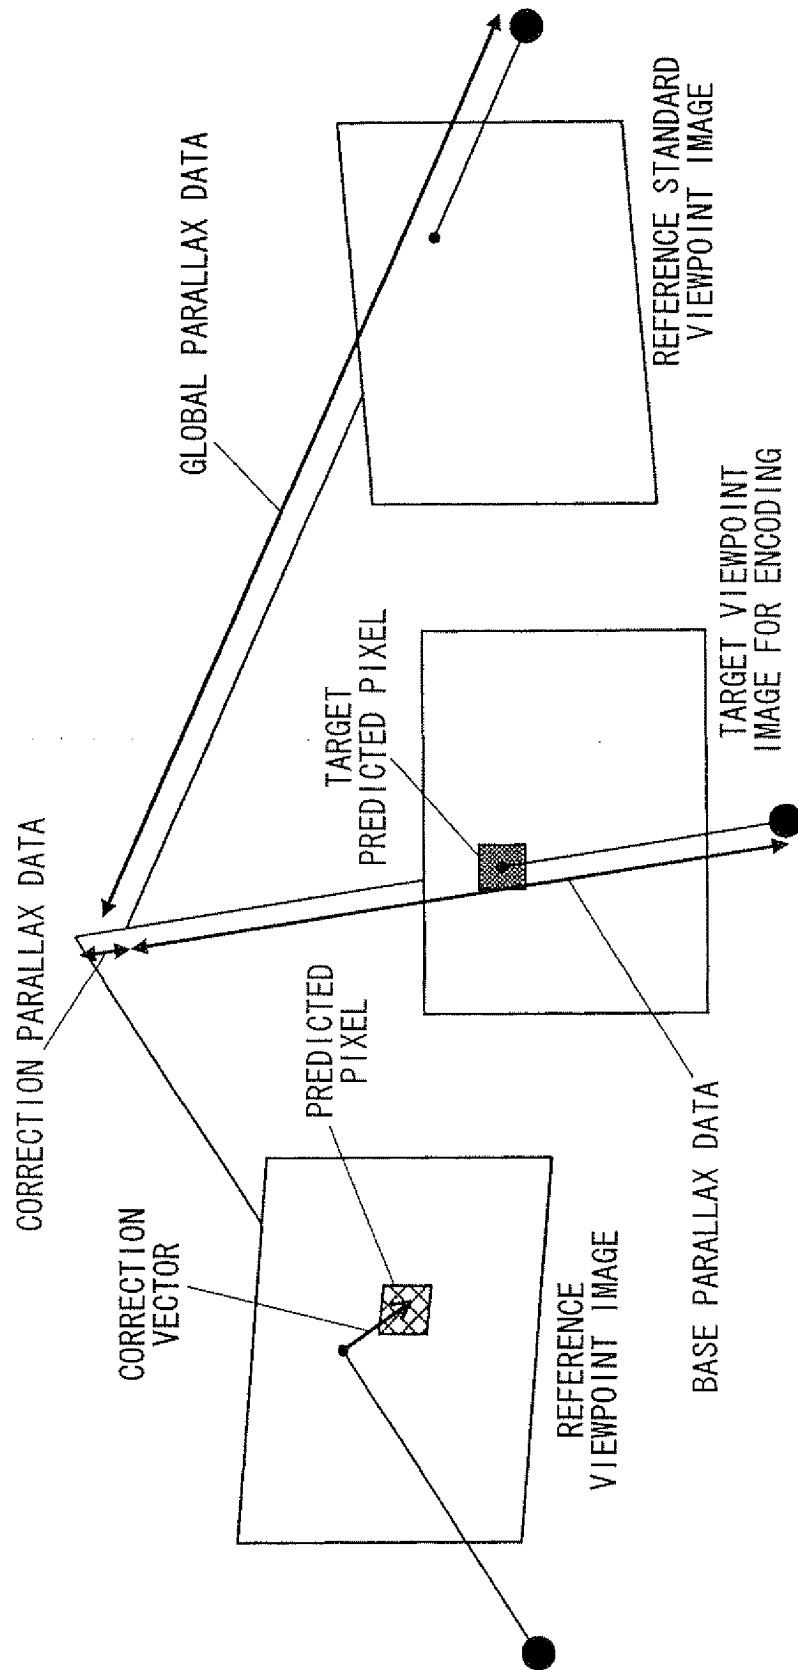 CORRECTION PARALLAX DATA
GLOBAL PARALLAX DATA
CORRECTION
VECTOR
PREDICTED
PIXEL
TARGET
PREDICTED PIXEL
REFERENCE
VIEWPOINT IMAGE
BASE PARALLAX DATA
TARGET VIEWPOINT
IMAGE FOR ENCODING
REFERENCE STANDARD
VIEWPOINT IMAGE